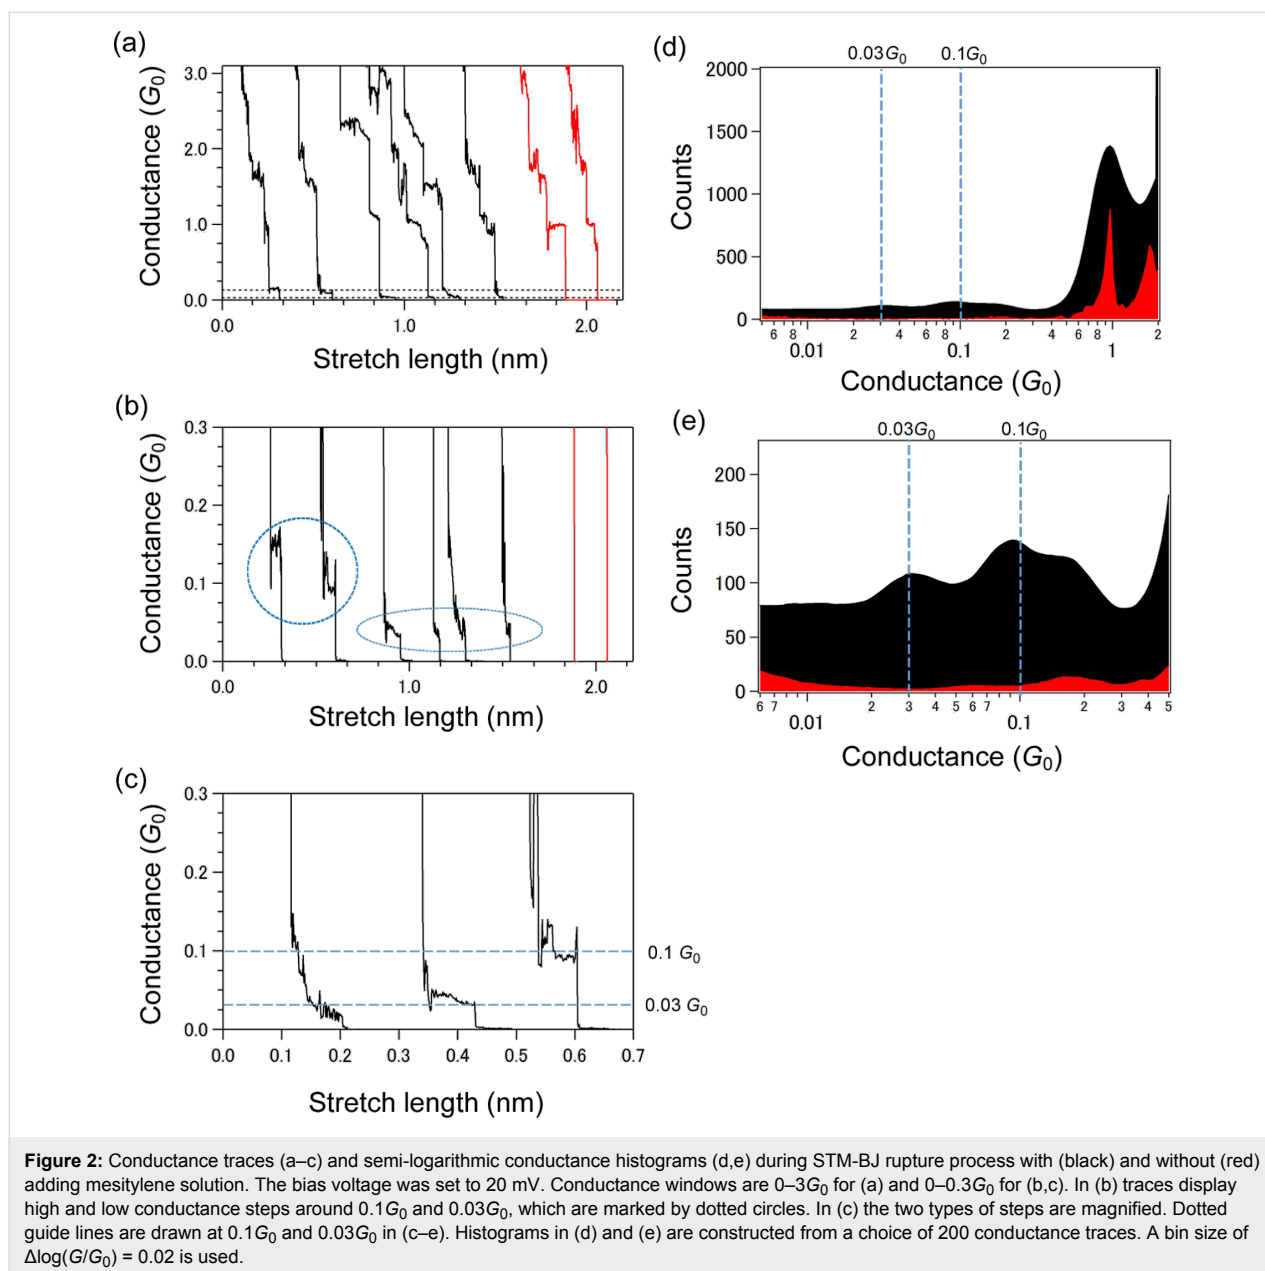 (a)
Conductance (G0)
3.0
2.0
1.0
0.0
0.0 1.0 2.0
Stretch length (nm)
(b)
Conductance (G0)
0.3
0.2
0.1
0.0
0.0 1.0 2.0
Stretch length (nm)
(c)
Conductance (G0)
0.3
0.2
0.1
0.0
0.1 G0
0.03 G0
0.0 0.1 0.2 0.3 0.4 0.5 0.6 0.7
Stretch length (nm)
(d)
0.03G0 0.1G0
Counts
2000
1500
1000
500
0
6 8 2 4 6 8 2 4 6 8 2
0.01 0.1 1
Conductance (G0)
(e)
0.03G0 0.1G0
Counts
200
150
100
50
0
6 7 2 3 4 5 6 7 2 3 4 5
0.01 0.1
Conductance (G0)
Figure 2: Conductance traces (a–c) and semi-logarithmic conductance histograms (d,e) during STM-BJ rupture process with (black) and without (red)
adding mesitylene solution. The bias voltage was set to 20 mV. Conductance windows are 0–3G0 for (a) and 0–0.3G0 for (b,c). In (b) traces display
high and low conductance steps around 0.1G0 and 0.03G0, which are marked by dotted circles. In (c) the two types of steps are magnified. Dotted
guide lines are drawn at 0.1G0 and 0.03G0 in (c–e). Histograms in (d) and (e) are constructed from a choice of 200 conductance traces. A bin size of
Δlog(G/G0) = 0.02 is used.